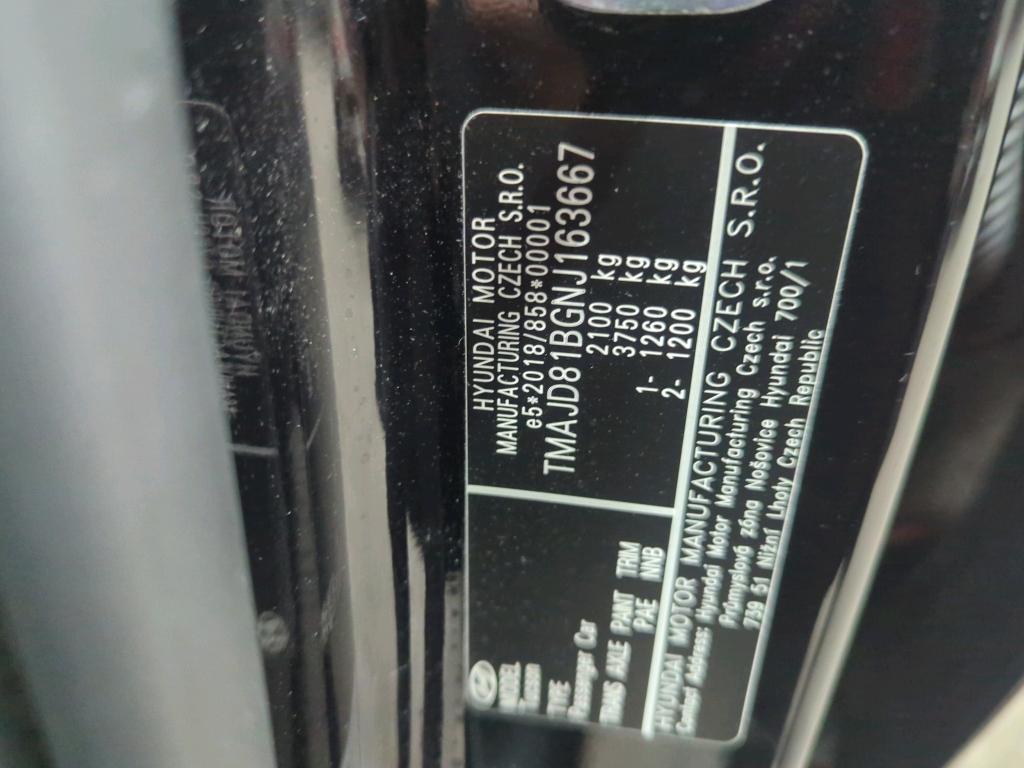 HYUNDAI MOTOR
MANUFACTURING CZECH S.R.O.
e5*2018/858*00001
TMAJD81BGNJ163667
2100 kg
3750 kg
1- 1260 kg
2- 1200 kg
MODEL
Tucson
TYPE
Passenger Car
TRANS AXLE PAINT TRIM
PAE NNB
HYUNDAI MOTOR MANUFACTURING CZECH S.R.O.
Contact Address: Hyundai Motor Manufacturing Czech s.r.o.
Průmyslová zóna Nošovice Hyundai 700/1
739 51 Nižní Lhoty Czech Republic